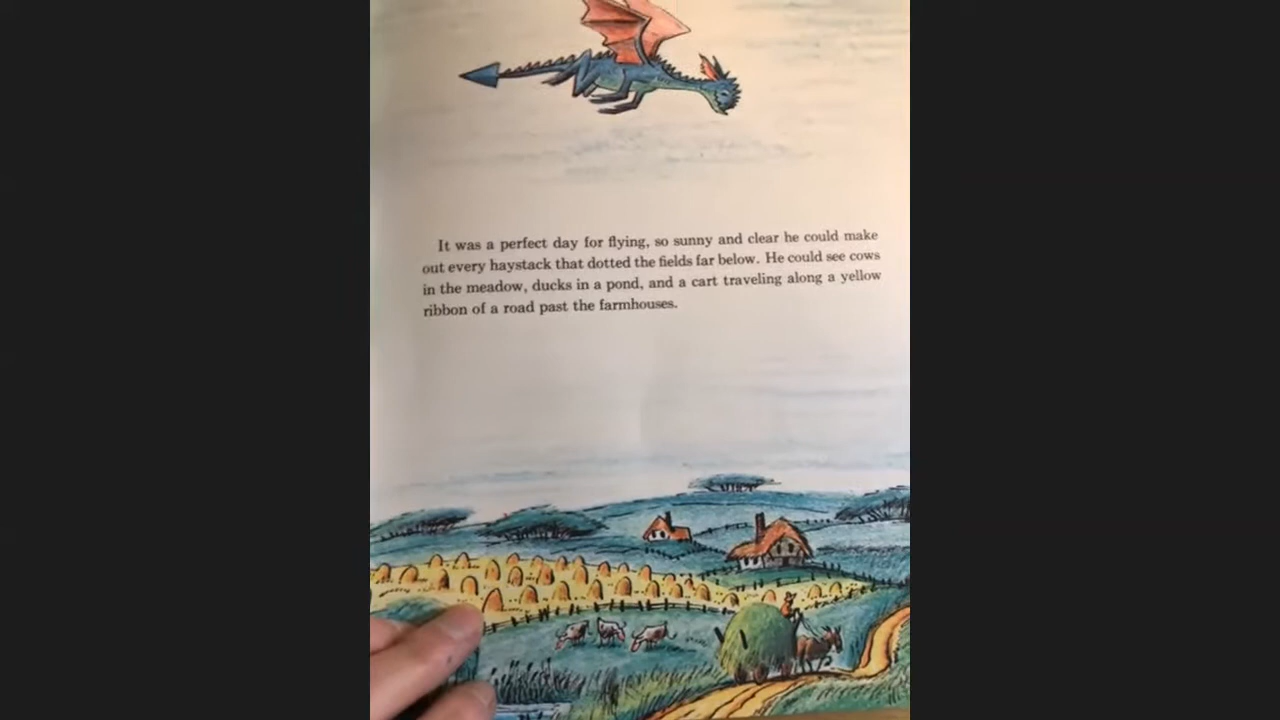 It was a perfect day for flying, so sunny and clear he could make
out every haystack that dotted the fields far below. He could see cows
in the meadow, ducks in a pond, and a cart traveling along a yellow
ribbon of a road past the farmhouses.